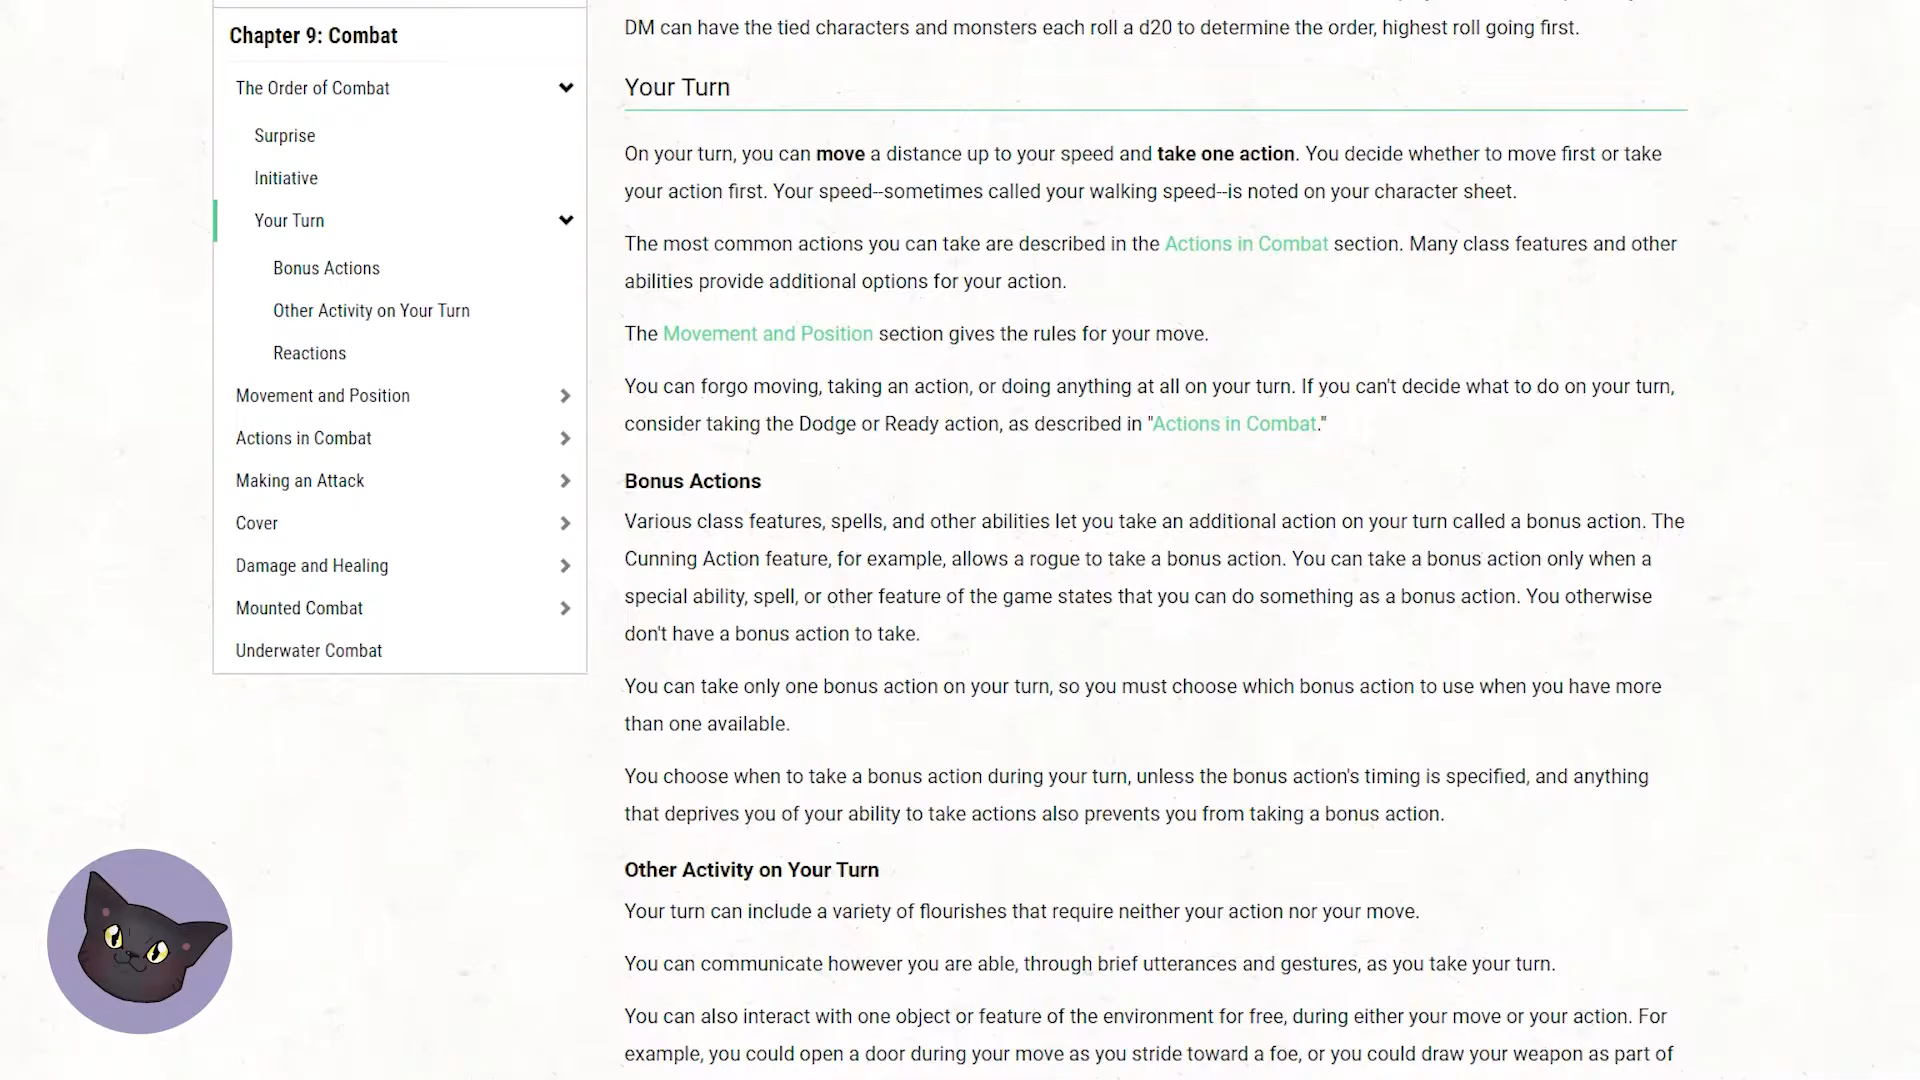 Chapter 9: Combat
The Order of Combat
Surprise
Initiative
Your Turn
Bonus Actions
Other Activity on Your Turn
Reactions
Movement and Position
Actions in Combat
Making an Attack
Cover
Damage and Healing
Mounted Combat
Underwater Combat
DM can have the tied characters and monsters each roll a d20 to determine the order, highest roll going first.
Your Turn
On your turn, you can move a distance up to your speed and take one action. You decide whether to move first or take
your action first. Your speed--sometimes called your walking speed--is noted on your character sheet.
The most common actions you can take are described in the Actions in Combat section. Many class features and other
abilities provide additional options for your action.
The Movement and Position section gives the rules for your move.
You can forgo moving, taking an action, or doing anything at all on your turn. If you can't decide what to do on your turn,
consider taking the Dodge or Ready action, as described in "Actions in Combat."
Bonus Actions
Various class features, spells, and other abilities let you take an additional action on your turn called a bonus action. The
Cunning Action feature, for example, allows a rogue to take a bonus action. You can take a bonus action only when a
special ability, spell, or other feature of the game states that you can do something as a bonus action. You otherwise
don't have a bonus action to take.
You can take only one bonus action on your turn, so you must choose which bonus action to use when you have more
than one available.
You choose when to take a bonus action during your turn, unless the bonus action's timing is specified, and anything
that deprives you of your ability to take actions also prevents you from taking a bonus action.
Other Activity on Your Turn
Your turn can include a variety of flourishes that require neither your action nor your move.
You can communicate however you are able, through brief utterances and gestures, as you take your turn.
You can also interact with one object or feature of the environment for free, during either your move or your action. For
example, you could open a door during your move as you stride toward a foe, or you could draw your weapon as part of